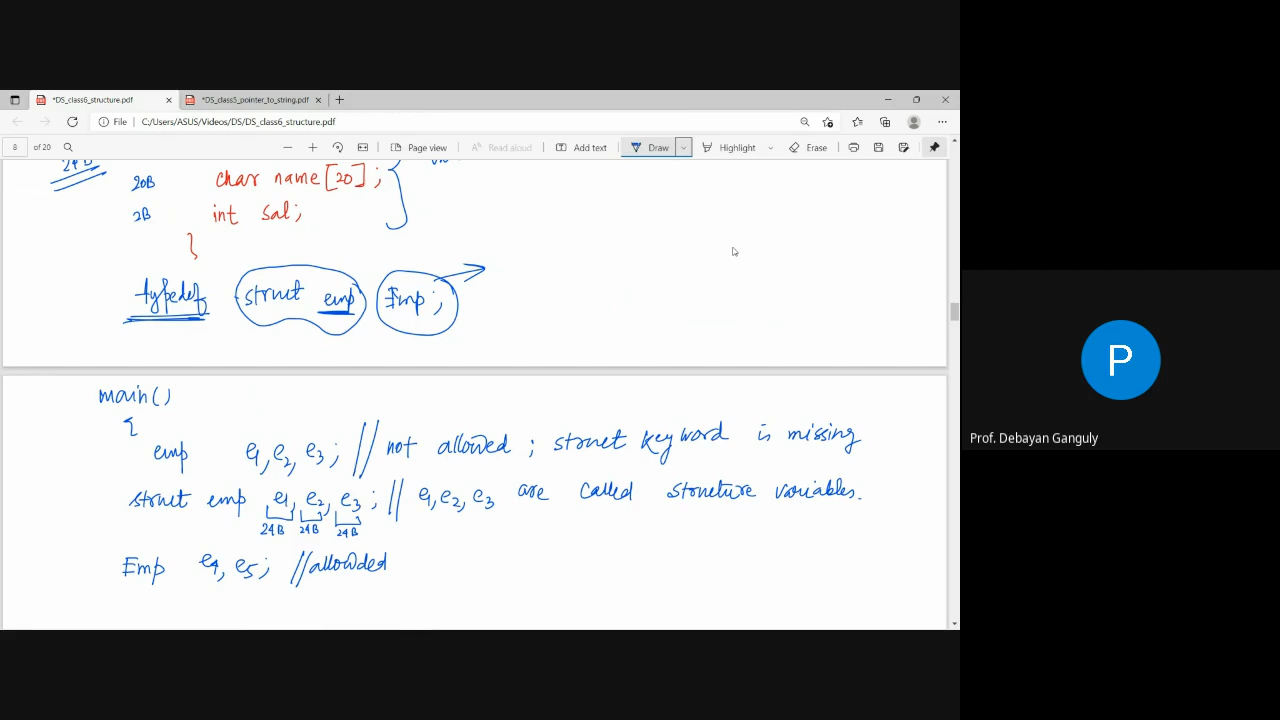 *DS_class6_structure.pdf *DS_class5_pointer_to_string.pdf
File C:/Users/ASUS/Videos/DS/DS_class6_structure.pdf
8 of 20 Page view Read aloud Add text Draw Highlight Erase
24B
20B char name[20];
2B int sal;
}
typedef struct emp Emp;
main()
{
emp e1, e2, e3; // not allowed; struct keyword is missing
struct emp e1, e2, e3; // e1, e2, e3 are called structure variables.
24B 24B 24B
Emp e4, e5; // allowded
P
Prof. Debayan Ganguly